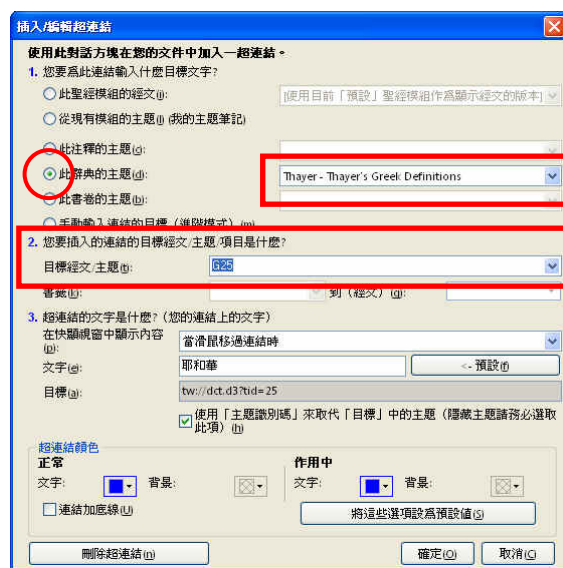 插入/編輯超連結
使用此對話方塊在您的文件中加入一超連結。
1. 您要為此連結輸入什麼目標文字?
此聖經模組的經文(i):
[使用目前「預設」聖經模組作為顯示經文的版本]
從現有模組的主題(l) (我的主題筆記)
此注釋的主題(c):
此辭典的主題(d):
Thayer - Thayer's Greek Definitions
此書卷的主題(b):
手動輸入連結的目標（進階模式）(m)
2. 您要插入的連結的目標經文/主題/項目是什麼?
目標經文/主題(t):
G25
書籤(k):
到（經文）(q):
3. 超連結的文字是什麼?（您的連結上的文字）
在快顯視窗中顯示內容(p):
當滑鼠移過連結時
文字(e):
耶和華
<- 預設(f)
目標(a):
tw://dct.d3?tid=25
使用「主題識別碼」來取代「目標」中的主題（隱藏主題請務必選取
此項）(h)
超連結顏色
正常
作用中
文字:
背景:
文字:
背景:
連結加底線(U)
將這些選項設為預設值(S)
刪除超連結(n)
確定(O)
取消(C)